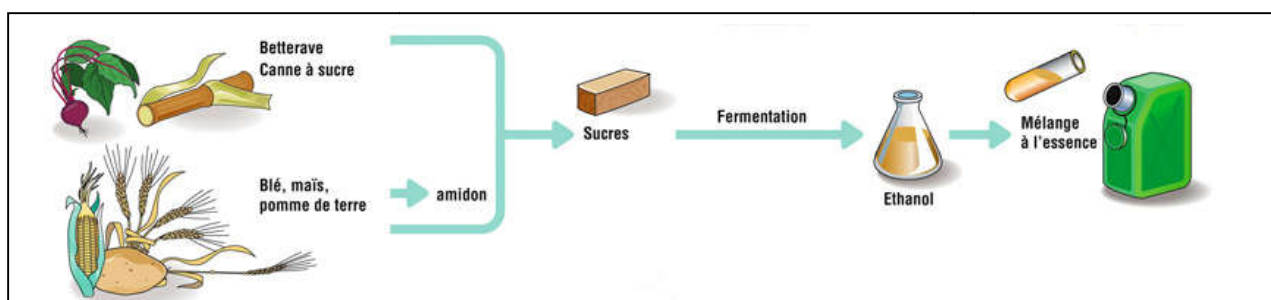 Betterave
Canne à sucre
Sucres
Fermentation
Mélange
à l'essence
Blé, maïs,
pomme de terre
amidon
Ethanol